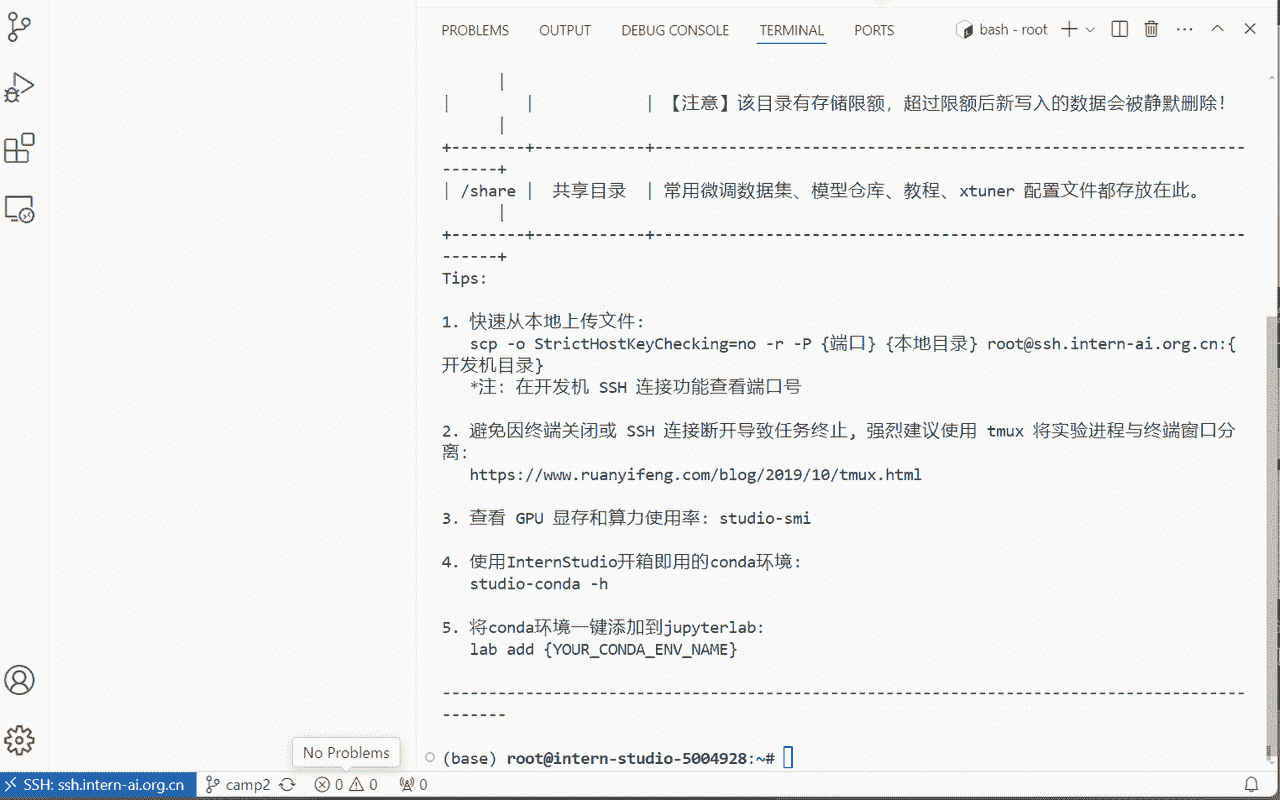 PROBLEMS OUTPUT DEBUG CONSOLE TERMINAL PORTS bash - root
|
| | | 【注意】该目录有存储限额，超过限额后新写入的数据会被静默删除！
|
+--------+------------+----------------------------------------------------------------
------+
| /share | 共享目录 | 常用微调数据集、模型仓库、教程、xtuner 配置文件都存放在此。
|
+--------+------------+----------------------------------------------------------------
------+
Tips:
1. 快速从本地上传文件:
scp -o StrictHostKeyChecking=no -r -P {端口} {本地目录} root@ssh.intern-ai.org.cn:{
开发机目录}
*注: 在开发机 SSH 连接功能查看端口号
2. 避免因终端关闭或 SSH 连接断开导致任务终止, 强烈建议使用 tmux 将实验进程与终端窗口分
离:
https://www.ruanyifeng.com/blog/2019/10/tmux.html
3. 查看 GPU 显存和算力使用率: studio-smi
4. 使用InternStudio开箱即用的conda环境:
studio-conda -h
5. 将conda环境一键添加到jupyterlab:
lab add {YOUR_CONDA_ENV_NAME}
---------------------------------------------------------------------------------------
-------
No Problems
(base) root@intern-studio-5004928:~#
SSH: ssh.intern-ai.org.cn camp2 0 0 0